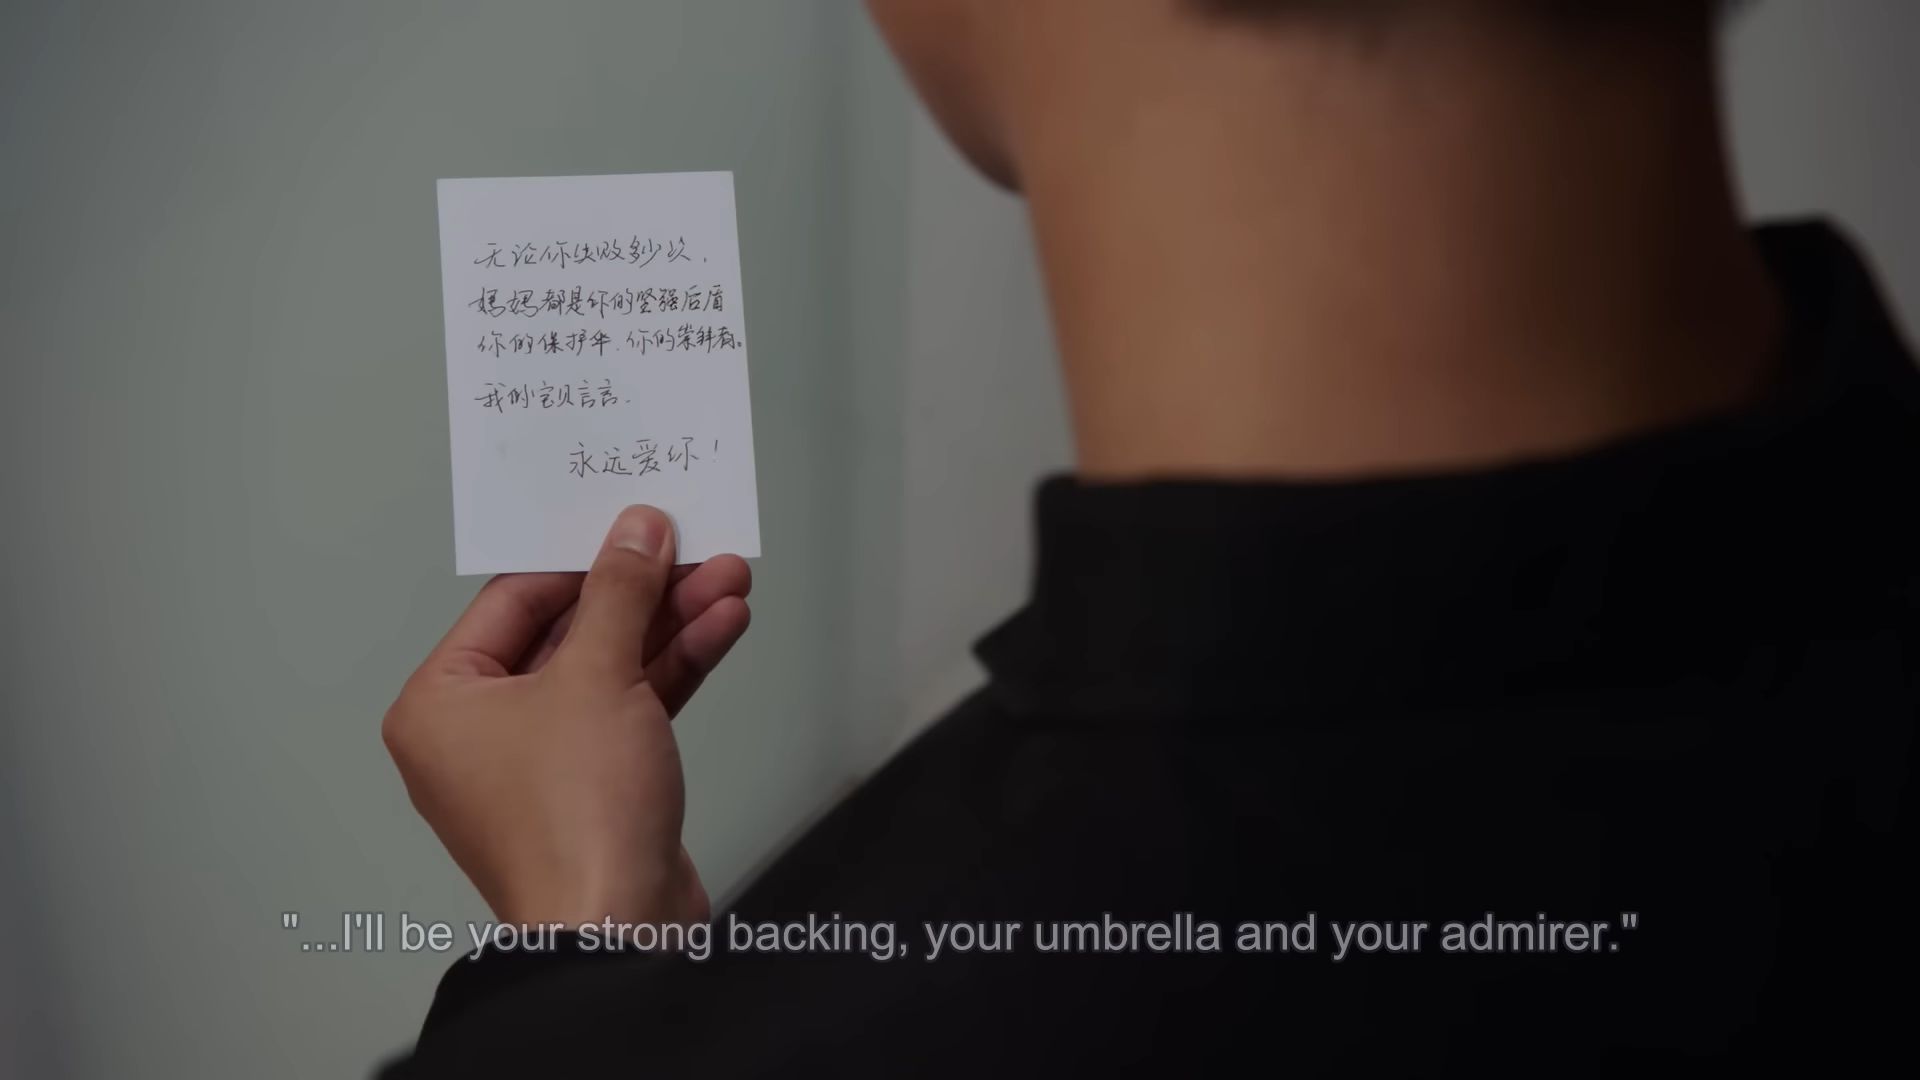 无论你失败多少次，
妈妈都是你的坚强后盾
你的保护伞、你的崇拜者。
我的宝贝言言，
永远爱你！
"...I'll be your strong backing, your umbrella and your admirer."